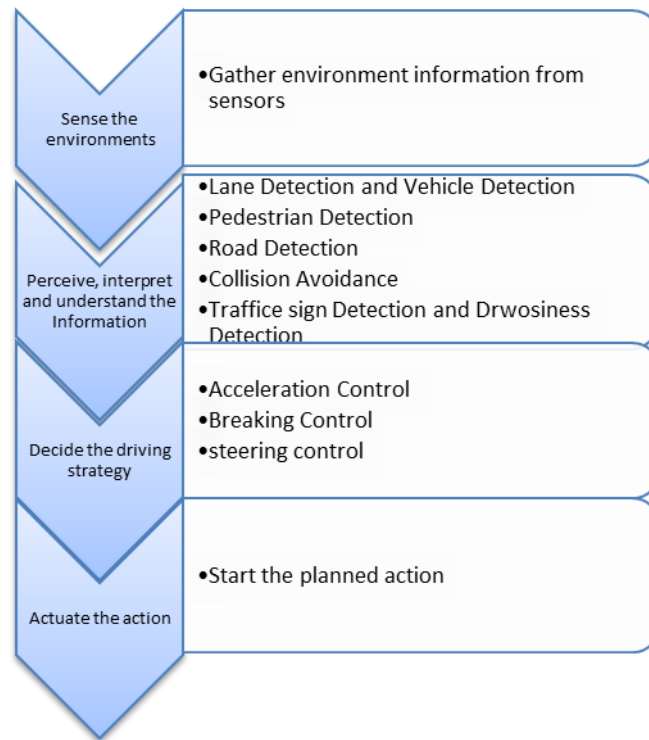 Sense the
environments
•Gather environment information from
sensors
Perceive, interpret
and understand the
Information
•Lane Detection and Vehicle Detection
•Pedestrian Detection
•Road Detection
•Collision Avoidance
•Traffice sign Detection and Drwosiness
Detection
Decide the driving
strategy
•Acceleration Control
•Breaking Control
•steering control
Actuate the action
•Start the planned action